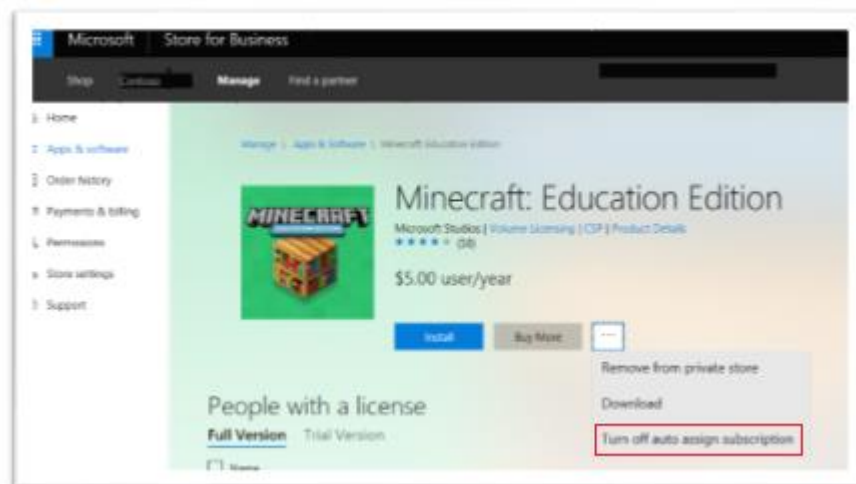 Microsoft Store for Business
Shop Contoso Manage Find a partner
Home
Apps & software
Order history
Payments & billing
Permissions
Store settings
Support
Manage | Apps & Software | Minecraft Education Edition
MINECRAFT
EDUCATION EDITION
Minecraft: Education Edition
Microsoft Studios | Volume Licensing | CSP | Product Details
$5.00 user/year
Install Buy More ...
Remove from private store
Download
Turn off auto assign subscription
People with a license
Full Version Trial Version
Name